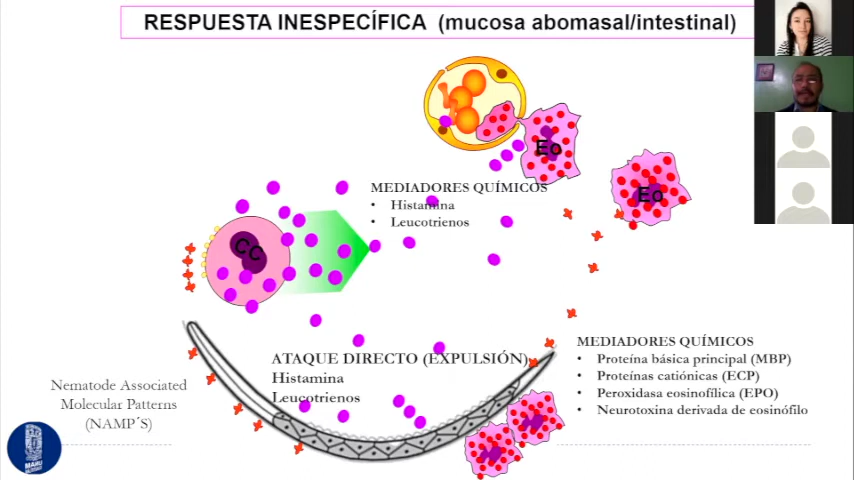 RESPUESTA INESPECÍFICA (mucosa abomasal/intestinal)
Eo
Eo
MEDIADORES QUÍMICOS
• Histamina
• Leucotrienos
CC
ATAQUE DIRECTO (EXPULSIÓN)
Histamina
Leucotrienos
MEDIADORES QUÍMICOS
• Proteína básica principal (MBP)
• Proteínas catiónicas (ECP)
• Peroxidasa eosinofílica (EPO)
• Neurotoxina derivada de eosinófilo
Nematode Associated
Molecular Patterns
(NAMP´S)